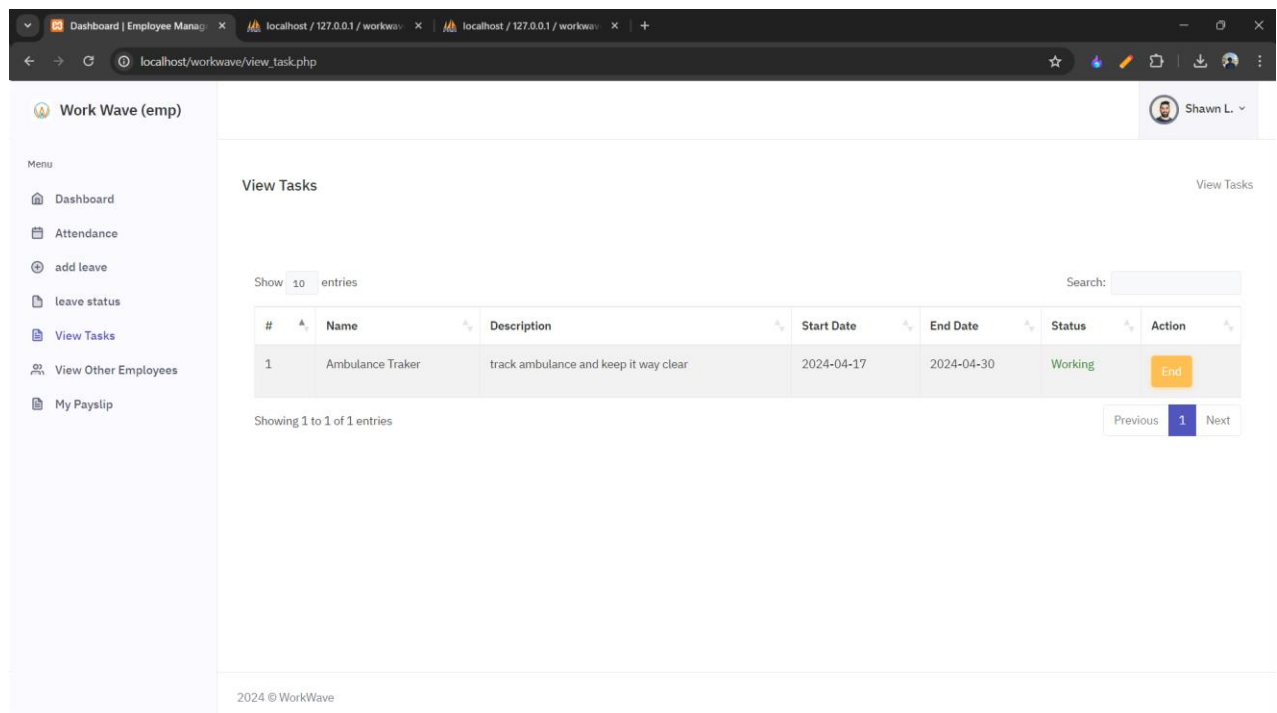 Dashboard | Employee Manag
localhost / 127.0.0.1 / workwav
localhost / 127.0.0.1 / workwav
localhost/workwave/view_task.php
Work Wave (emp)
Shawn L.
Menu
Dashboard
Attendance
add leave
leave status
View Tasks
View Other Employees
My Payslip
View Tasks
View Tasks
Show 10 entries
Search:
# Name Description Start Date End Date Status Action
1 Ambulance Traker track ambulance and keep it way clear 2024-04-17 2024-04-30 Working End
Showing 1 to 1 of 1 entries
Previous 1 Next
2024 © WorkWave